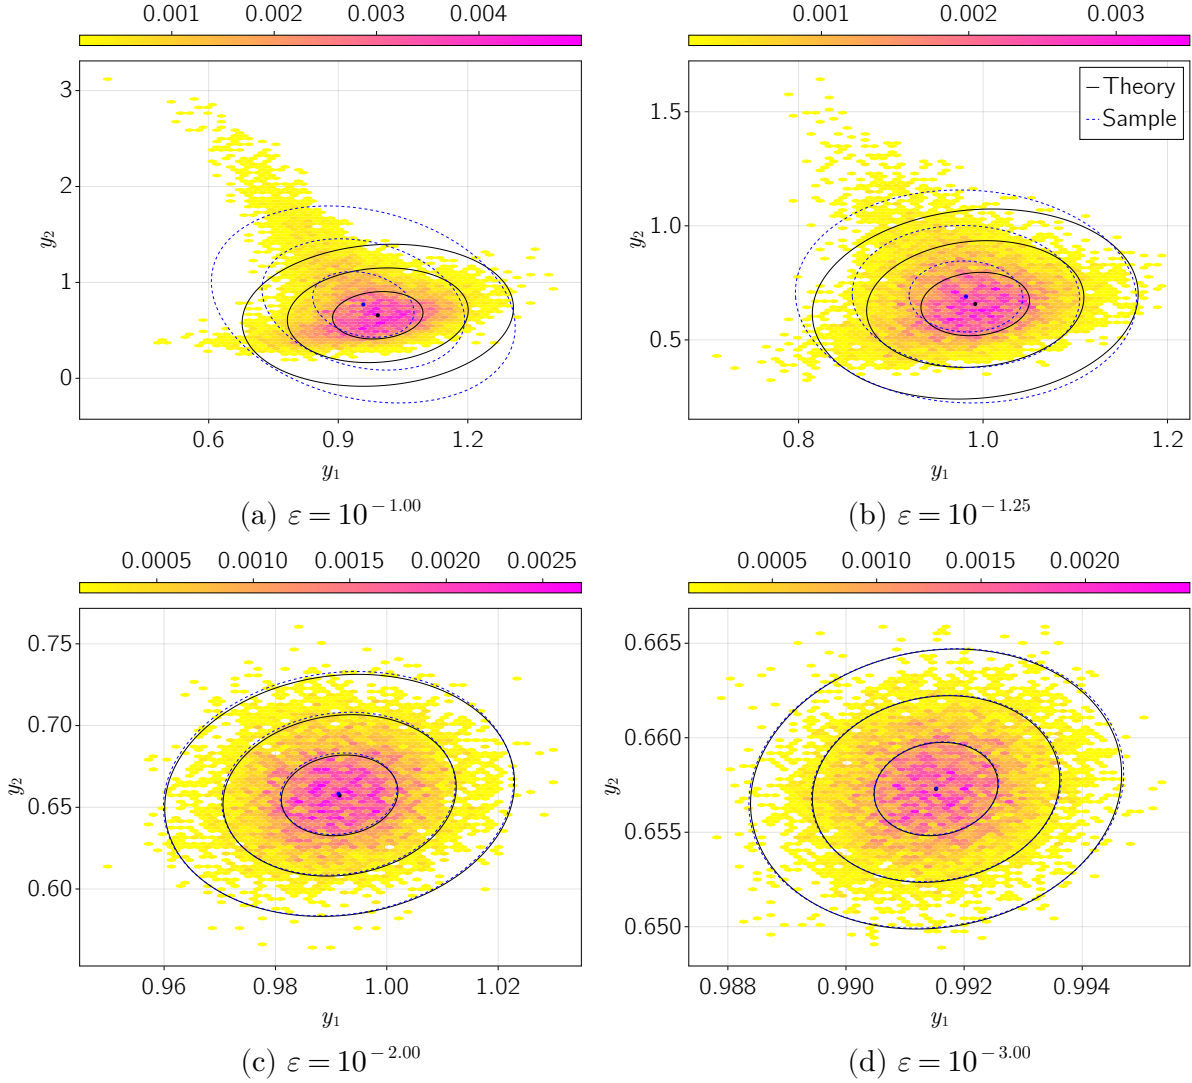 0.001 0.002 0.003 0.004
3
2
1
0
y2
0.6 0.9 1.2
y1
(a) ε = 10^−1.00
0.001 0.002 0.003
Theory
Sample
1.5
1.0
0.5
y2
0.8 1.0 1.2
y1
(b) ε = 10^−1.25
0.0005 0.0010 0.0015 0.0020 0.0025
0.75
0.70
0.65
0.60
y2
0.96 0.98 1.00 1.02
y1
(c) ε = 10^−2.00
0.0005 0.0010 0.0015 0.0020
0.665
0.660
0.655
0.650
y2
0.988 0.990 0.992 0.994
y1
(d) ε = 10^−3.00